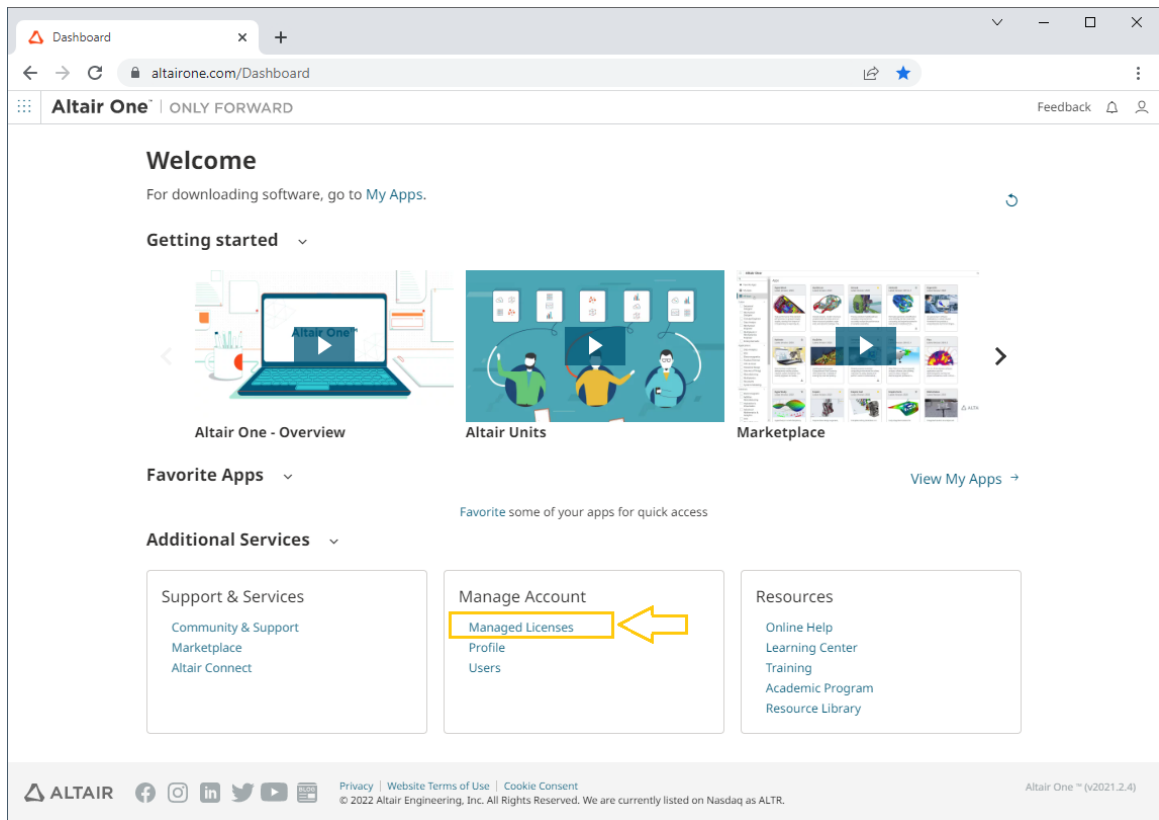 Dashboard
altairone.com/Dashboard
Altair One™ | ONLY FORWARD
Feedback
Welcome
For downloading software, go to My Apps.
Getting started
Altair One™
Altair One - Overview
Altair Units
Marketplace
Favorite Apps
View My Apps
Favorite some of your apps for quick access
Additional Services
Support & Services
Community & Support
Marketplace
Altair Connect
Manage Account
Managed Licenses
Profile
Users
Resources
Online Help
Learning Center
Training
Academic Program
Resource Library
ALTAIR
BLOG
Privacy | Website Terms of Use | Cookie Consent
© 2022 Altair Engineering, Inc. All Rights Reserved. We are currently listed on Nasdaq as ALTR.
Altair One ™ (v2021.2.4)